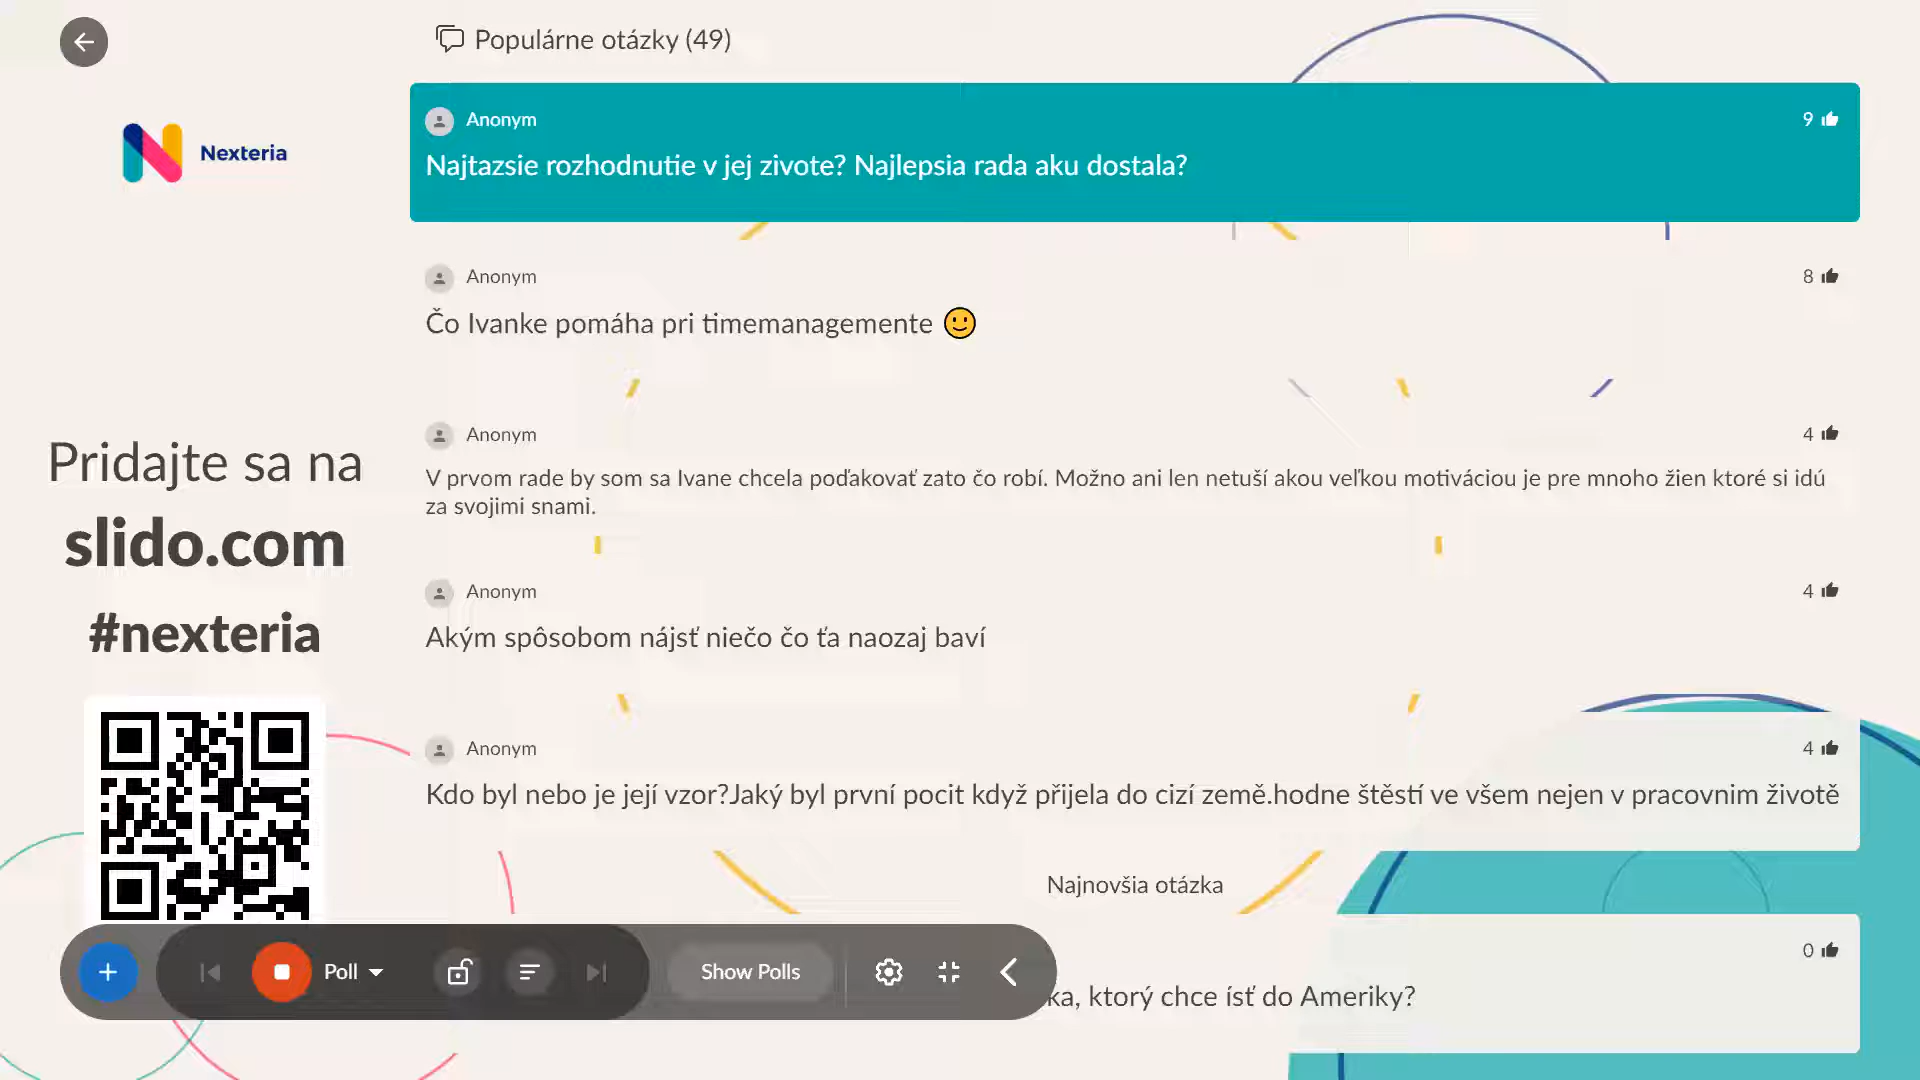 Populárne otázky (49)
Nexteria
Anonym
9
Najtazsie rozhodnutie v jej zivote? Najlepsia rada aku dostala?
Anonym
8
Čo Ivanke pomáha pri timemanagemente 🙂
Anonym
4
V prvom rade by som sa Ivane chcela poďakovať zato čo robí. Možno ani len netuší akou veľkou motiváciou je pre mnoho žien ktoré si idú
za svojimi snami.
Pridajte sa na
slido.com
#nexteria
Anonym
4
Akým spôsobom nájsť niečo čo ťa naozaj baví
Anonym
4
Kdo byl nebo je její vzor?Jaký byl první pocit když přijela do cizí země.hodne štěstí ve všem nejen v pracovnim životě
Najnovšia otázka
0
ka, ktorý chce ísť do Ameriky?
Poll
Show Polls